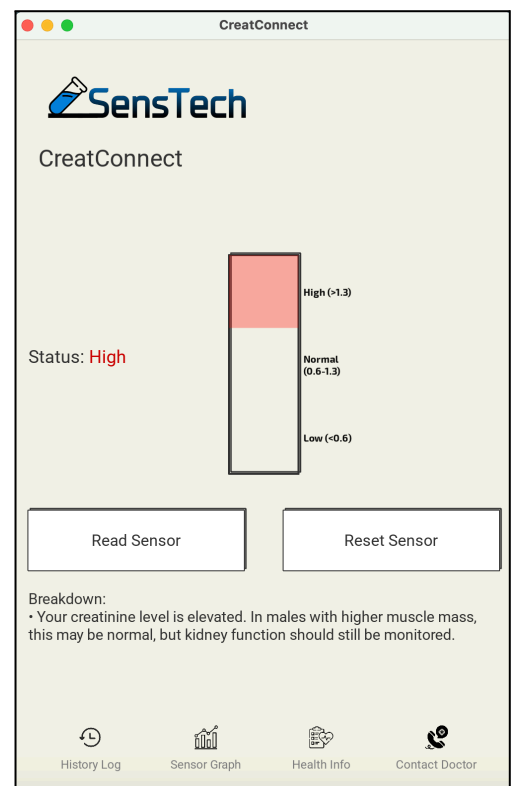 CreatConnect
SensTech
CreatConnect
High (>1.3)
Status: High
Normal
(0.6-1.3)
Low (<0.6)
Read Sensor
Reset Sensor
Breakdown:
• Your creatinine level is elevated. In males with higher muscle mass,
this may be normal, but kidney function should still be monitored.
History Log
Sensor Graph
Health Info
Contact Doctor